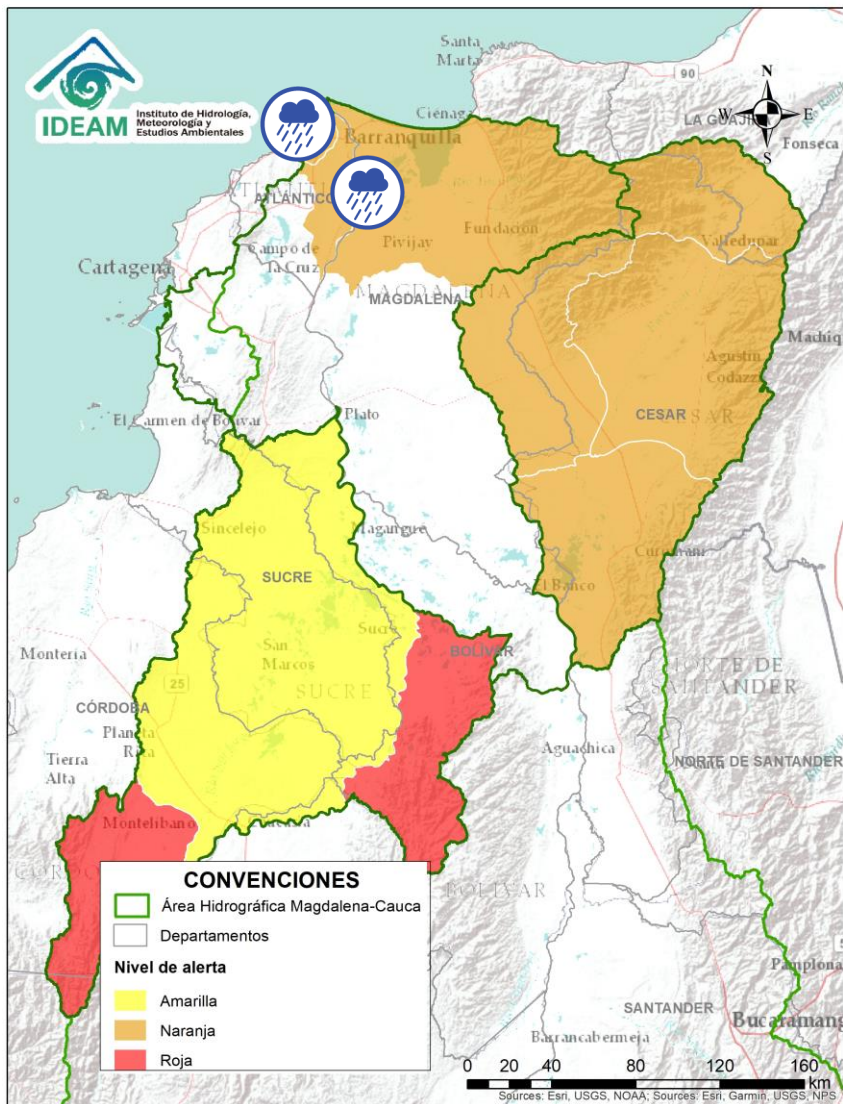 IDEAM
Instituto de Hidrología,
Meteorología y
Estudios Ambientales
Santa
Marta
90
N
W
E
S
Ciénaga
LA GUAJIRA
Fonseca
Barranquilla
ATLÁNTICO
Fundación
Pivijay
Valledupar
Campo de
la Cruz
Cartagena
MAGDALENA
Agustín
Codazzi
CESAR
Plato
El Carmen de Bolívar
Sincelejo
Magangue
SUCRE
El Banco
Sucre
San
Marcos
SUCRE
BOLÍVAR
NORTE DE
SANTANDER
Montería
25
CÓRDOBA
Planeta
Rica
Tierra
Alta
Aguachica
NORTE DE SANTANDER
Montelibano
BOLÍVAR
CONVENCIONES
Área Hidrográfica Magdalena-Cauca
Departamentos
Nivel de alerta
Amarilla
Naranja
Roja
Pamplona
SANTANDER
Barrancabermeja
0 20 40 80 120 160
km
Sources: Esri, USGS, NOAA; Sources: Esri, Garmin, USGS, NPS